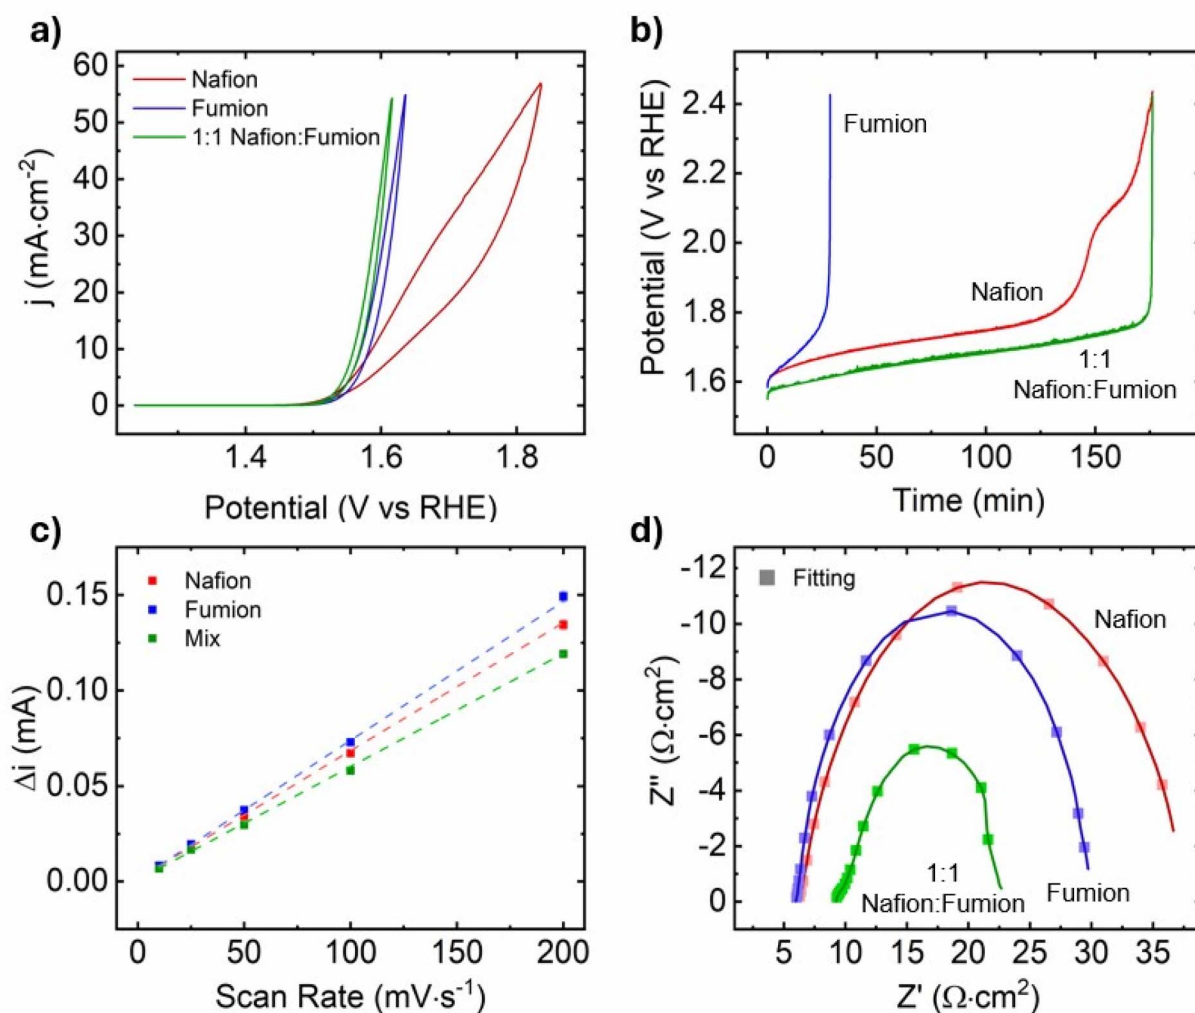 a)
60
50
40
30
20
10
0
j (mA·cm-2)
Nafion
Fumion
1:1 Nafion:Fumion
1.4
1.6
1.8
Potential (V vs RHE)
b)
2.4
2.2
2.0
1.8
1.6
Potential (V vs RHE)
Fumion
Nafion
1:1
Nafion:Fumion
0
50
100
150
Time (min)
c)
0.15
0.10
0.05
0.00
Δi (mA)
Nafion
Fumion
Mix
0
50
100
150
200
Scan Rate (mV·s-1)
d)
-12
-10
-8
-6
-4
-2
0
Z'' (Ω·cm2)
Fitting
Nafion
1:1
Nafion:Fumion
Fumion
5
10
15
20
25
30
35
Z' (Ω·cm2)